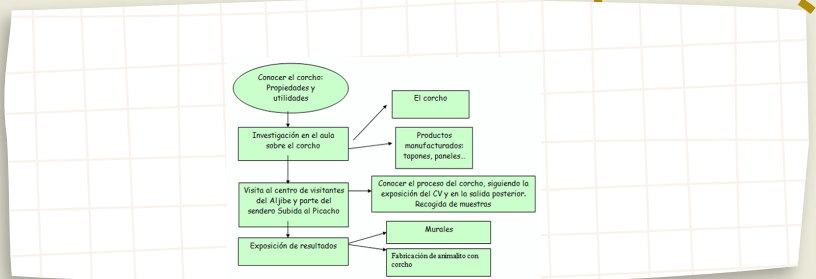 Conocer el corcho:
Propiedades y
utilidades
El corcho
Investigación en el aula
sobre el corcho
Productos
manufacturados:
tapones, paneles...
Visita al centro de visitantes
del Aljibe y parte del
sendero Subida al Picacho
Conocer el proceso del corcho, siguiendo la
exposición del CV y en la salida posterior.
Recogida de muestras
Exposición de resultados
Murales
Fabricación de animalito con
corcho